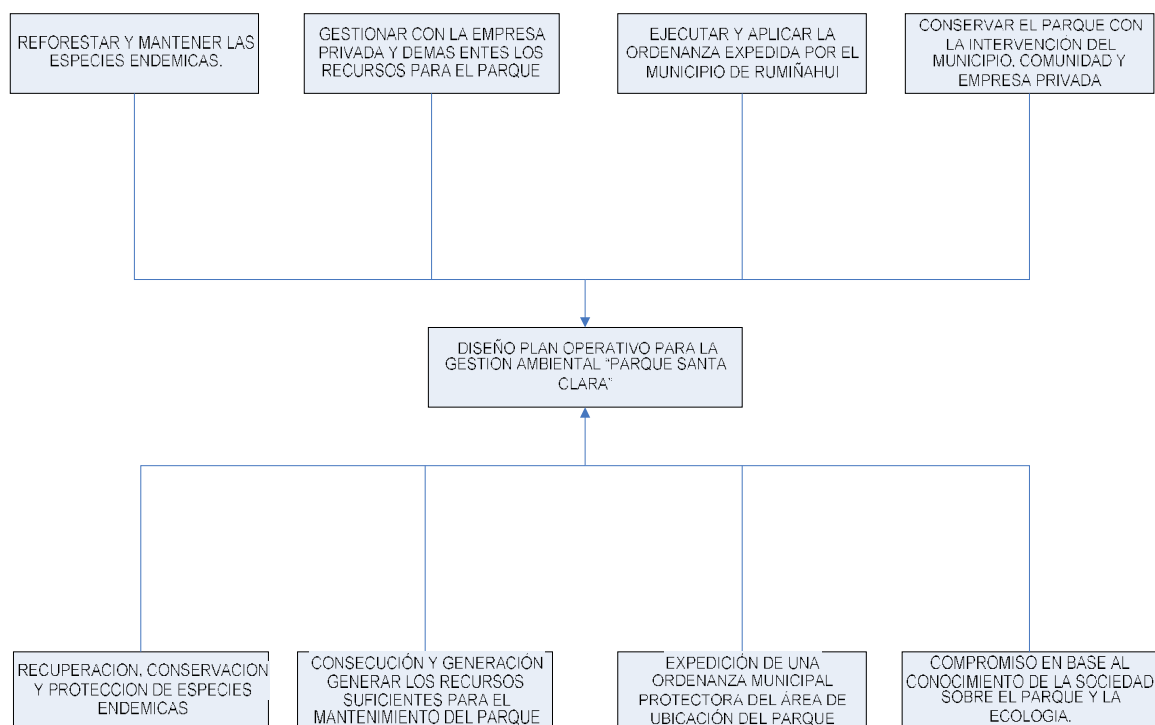 REFORESTAR Y MANTENER LAS
ESPECIES ENDEMICAS.
GESTIONAR CON LA EMPRESA
PRIVADA Y DEMAS ENTES LOS
RECURSOS PARA EL PARQUE
EJECUTAR Y APLICAR LA
ORDENANZA EXPEDIDA POR EL
MUNICIPIO DE RUMIÑAHUI
CONSERVAR EL PARQUE CON
LA INTERVENCIÓN DEL
MUNICIPIO, COMUNIDAD Y
EMPRESA PRIVADA
DISEÑO PLAN OPERATIVO PARA LA
GESTION AMBIENTAL "PARQUE SANTA
CLARA"
RECUPERACION, CONSERVACION
Y PROTECCION DE ESPECIES
ENDEMICAS
CONSECUCIÓN Y GENERACIÓN
GENERAR LOS RECURSOS
SUFICIENTES PARA EL
MANTENIMIENTO DEL PARQUE
EXPEDICIÓN DE UNA
ORDENANZA MUNICIPAL
PROTECTORA DEL ÁREA DE
UBICACIÓN DEL PARQUE
COMPROMISO EN BASE AL
CONOCIMIENTO DE LA SOCIEDAD
SOBRE EL PARQUE Y LA
ECOLOGIA.